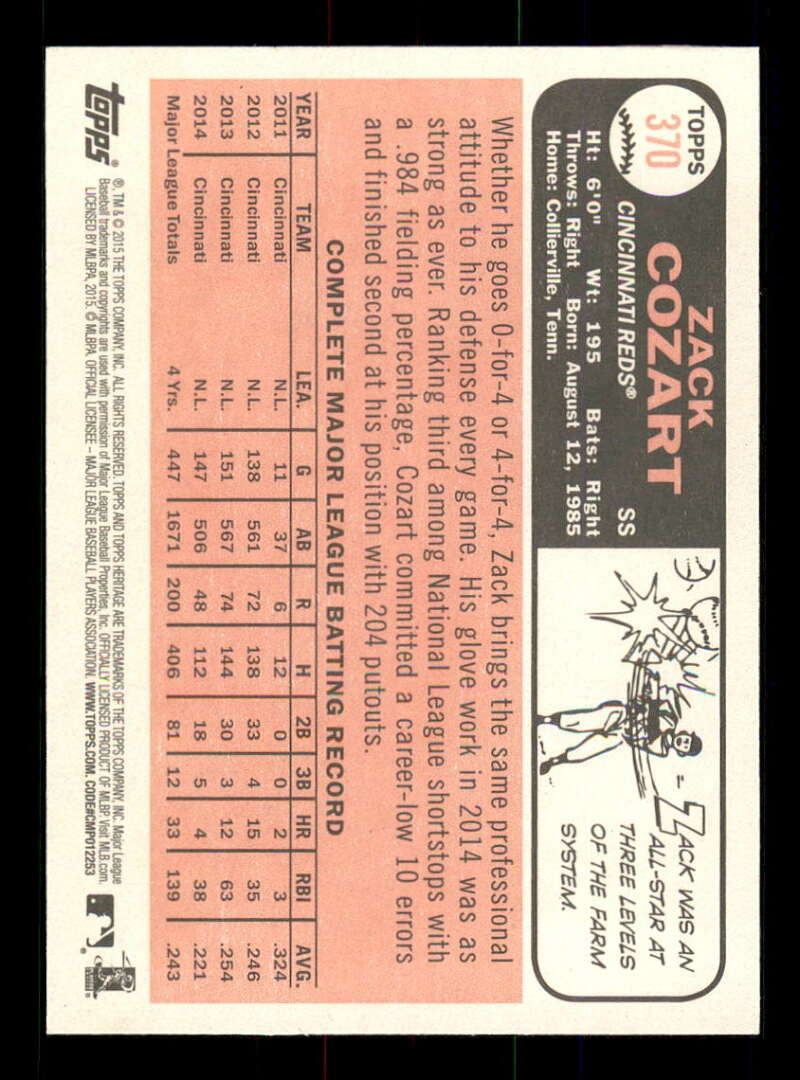 TOPPS
370
ZACK
COZART
CINCINNATI REDS® SS
Ht: 6'0" Wt: 195 Bats: Right
Throws: Right Born: August 12, 1985
Home: Collierville, Tenn.
ZACK WAS AN
ALL-STAR AT
THREE LEVELS
OF THE FARM
SYSTEM.
Whether he goes 0-for-4 or 4-for-4, Zack brings the same professional
attitude to his defense every game. His glove work in 2014 was as
strong as ever. Ranking third among National League shortstops with
a .984 fielding percentage, Cozart committed a career-low 10 errors
and finished second at his position with 204 putouts.
COMPLETE MAJOR LEAGUE BATTING RECORD
YEAR TEAM LEA. G AB R H 2B 3B HR RBI AVG.
2011 Cincinnati N.L. 11 37 6 12 0 0 2 3 .324
2012 Cincinnati N.L. 138 561 72 138 33 4 15 35 .246
2013 Cincinnati N.L. 151 567 74 144 30 3 12 63 .254
2014 Cincinnati N.L. 147 506 48 112 18 5 4 38 .221
Major League Totals 4 Yrs. 447 1671 200 406 81 12 33 139 .243
topps®
®, TM & © 2015 THE TOPPS COMPANY, INC. ALL RIGHTS RESERVED. TOPPS AND TOPPS HERITAGE ARE TRADEMARKS OF THE TOPPS COMPANY, INC. Major League
Baseball trademarks and copyrights are used with permission of Major League Baseball Properties, Inc. OFFICIALLY LICENSED PRODUCT OF MLBP. Visit MLB.com.
LICENSED BY MLBPA, 2015. © MLBPA. OFFICIAL LICENSEE – MAJOR LEAGUE BASEBALL PLAYERS ASSOCIATION. WWW.TOPPS.COM. CODE#CMP012253